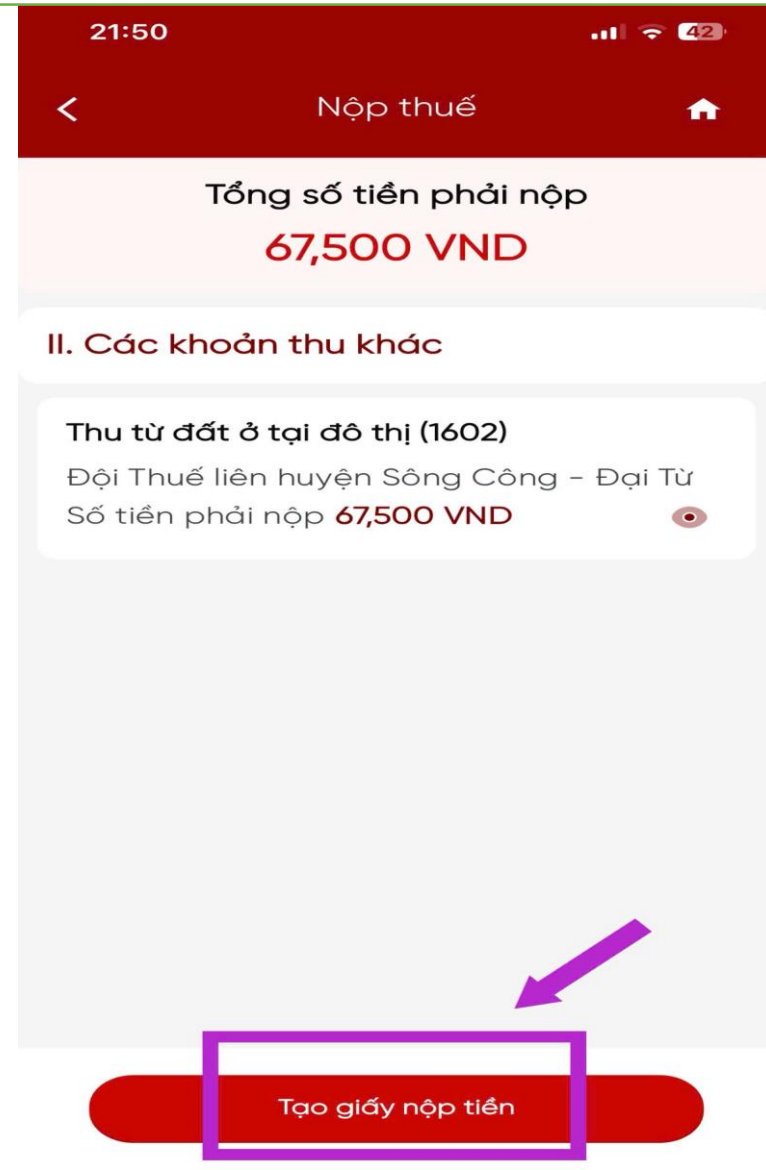 21:50
42
Nộp thuế
Tổng số tiền phải nộp
67,500 VND
II. Các khoản thu khác
Thu từ đất ở tại đô thị (1602)
Đội Thuế liên huyện Sông Công - Đại Từ
Số tiền phải nộp 67,500 VND
Tạo giấy nộp tiền